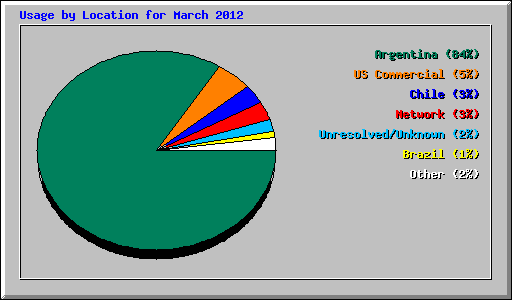 Usage by Location for March 2012
Argentina (84%)
US Commercial (5%)
Chile (3%)
Network (3%)
Unresolved/Unknown (2%)
Brazil (1%)
Other (2%)